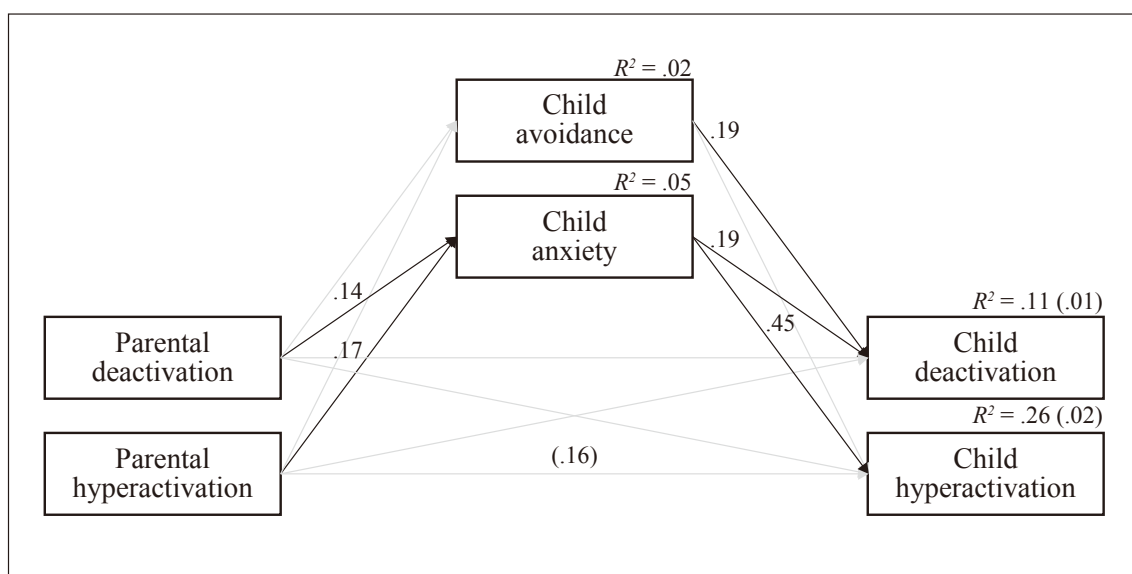 R² = .02
Child
avoidance
.19
R² = .05
Child
anxiety
.19
.14
.45
.17
R² = .11 (.01)
Parental
deactivation
Child
deactivation
R² = .26 (.02)
Parental
hyperactivation
(.16)
Child
hyperactivation